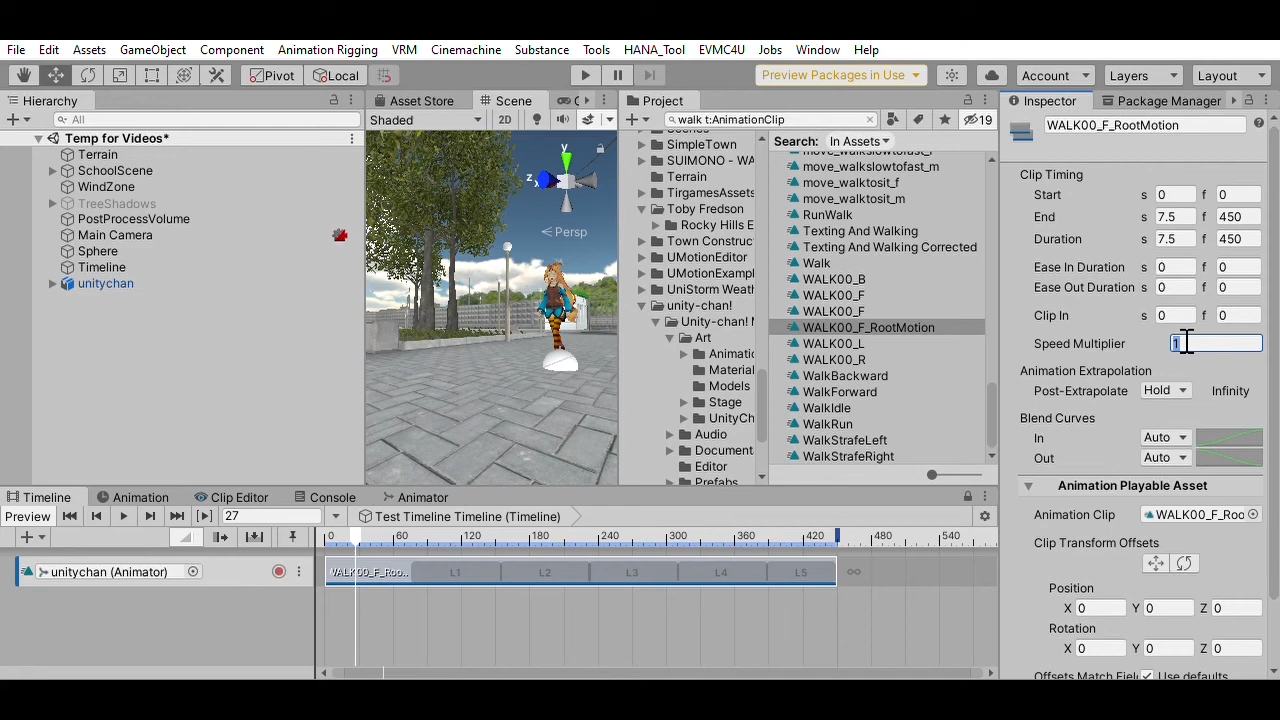 File Edit Assets GameObject Component Animation Rigging VRM Cinemachine Substance Tools HANA_Tool EVMC4U Jobs Window Help
Pivot Local Preview Packages in Use Account Layers Layout
Hierarchy
All
Temp for Videos*
Terrain
SchoolScene
WindZone
TreeShadows
PostProcessVolume
Main Camera
Sphere
Timeline
unitychan
Asset Store Scene
Shaded 2D
y
z
x
Persp
Project
walk t:AnimationClip 19
SimpleTown
SUIMONO - WA
Terrain
TirgamesAssets
Toby Fredson
Rocky Hills E
Town Construc
UMotionEditor
UMotionExamp
UniStorm Weat
unity-chan!
Unity-chan! M
Art
Animatio
Material
Models
Stage
UnityCh
Audio
Document
Editor
Prefabs
Search: In Assets
move_walkslowtofast_f
move_walkslowtofast_m
move_walktosit_f
move_walktosit_m
RunWalk
Texting And Walking
Texting And Walking Corrected
Walk
WALK00_B
WALK00_F
WALK00_F
WALK00_F_RootMotion
WALK00_L
WALK00_R
WalkBackward
WalkForward
WalkIdle
WalkRun
WalkStrafeLeft
WalkStrafeRight
Inspector Package Manager
WALK00_F_RootMotion
Clip Timing
Start s 0 f 0
End s 7.5 f 450
Duration s 7.5 f 450
Ease In Duration s 0 f 0
Ease Out Duration s 0 f 0
Clip In s 0 f 0
Speed Multiplier 1
Animation Extrapolation
Post-Extrapolate Hold Infinity
Blend Curves
In Auto
Out Auto
Animation Playable Asset
Animation Clip WALK00_F_Roo
Clip Transform Offsets
Position
X 0 Y 0 Z 0
Rotation
X 0 Y 0 Z 0
Offsets Match Fiel Use defaults
Timeline Animation Clip Editor Console Animator
Preview 27 Test Timeline Timeline (Timeline)
0 60 120 180 240 300 360 420 480 540
unitychan (Animator)
WALK00_F_Roo.. L1 L2 L3 L4 L5